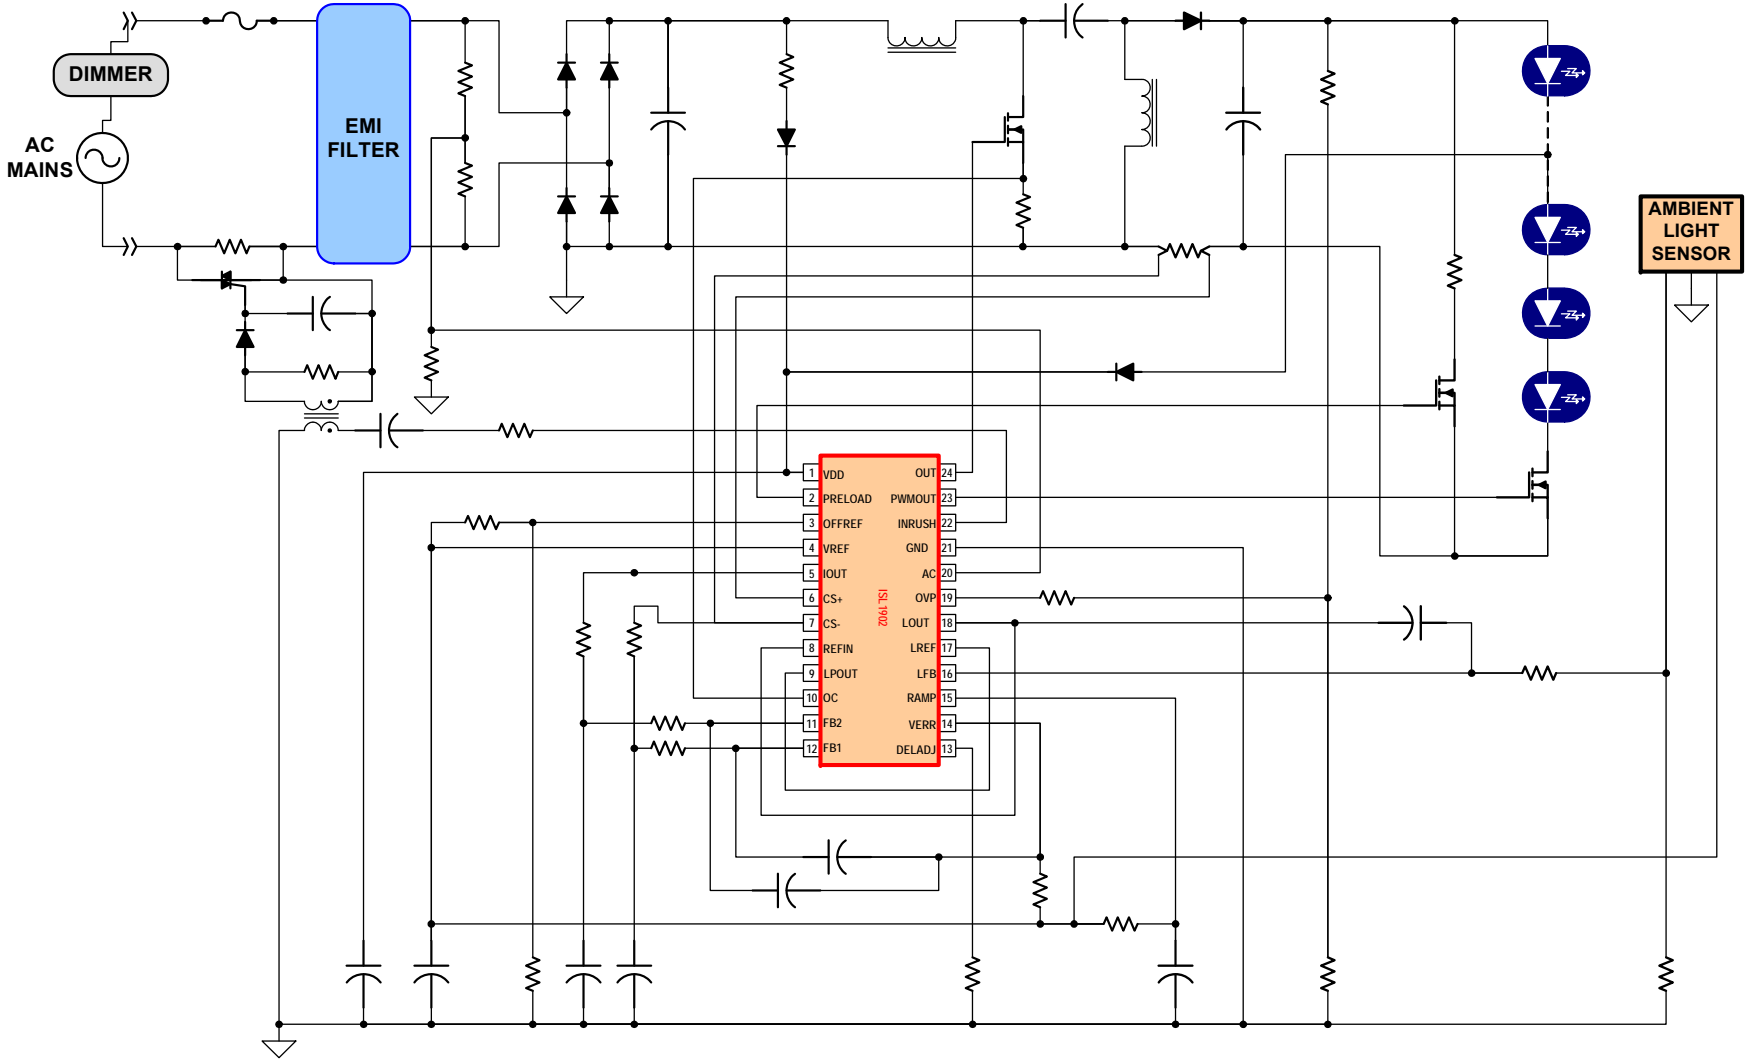 DIMMER
AC
MAINS
EMI
FILTER
AMBIENT
LIGHT
SENSOR
1 VDD OUT 24
2 PRELOAD PWMOUT 23
3 OFFREF INRUSH 22
4 VREF GND 21
5 IOUT AC 20
6 CS+ OVP 19
7 CS- LOUT 18
8 REFIN LREF 17
9 LPOUT LFB 16
10 OC RAMP 15
11 FB2 VERR 14
12 FB1 DELADJ 13
ISL1902